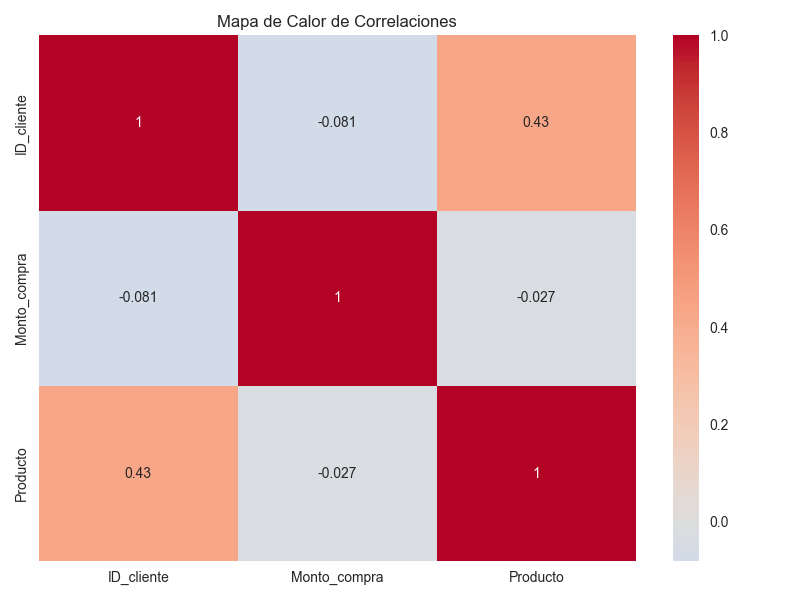 Mapa de Calor de Correlaciones
ID_cliente
1
-0.081
0.43
Monto_compra
-0.081
1
-0.027
Producto
0.43
-0.027
1
ID_cliente
Monto_compra
Producto
1.0
0.8
0.6
0.4
0.2
0.0